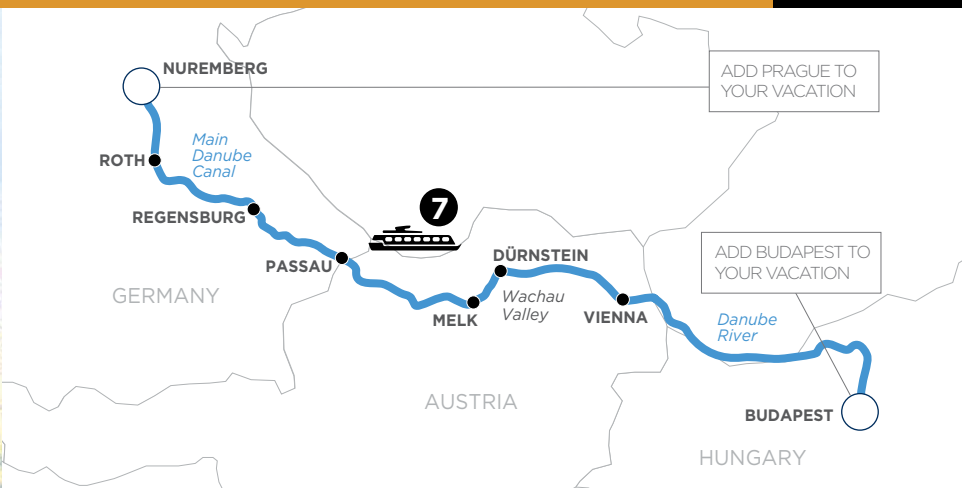 NUREMBERG
ADD PRAGUE TO
YOUR VACATION
Main
Danube
Canal
ROTH
REGENSBURG
7
PASSAU
DÜRNSTEIN
ADD BUDAPEST TO
YOUR VACATION
GERMANY
Wachau
Valley
MELK
VIENNA
Danube
River
AUSTRIA
BUDAPEST
HUNGARY